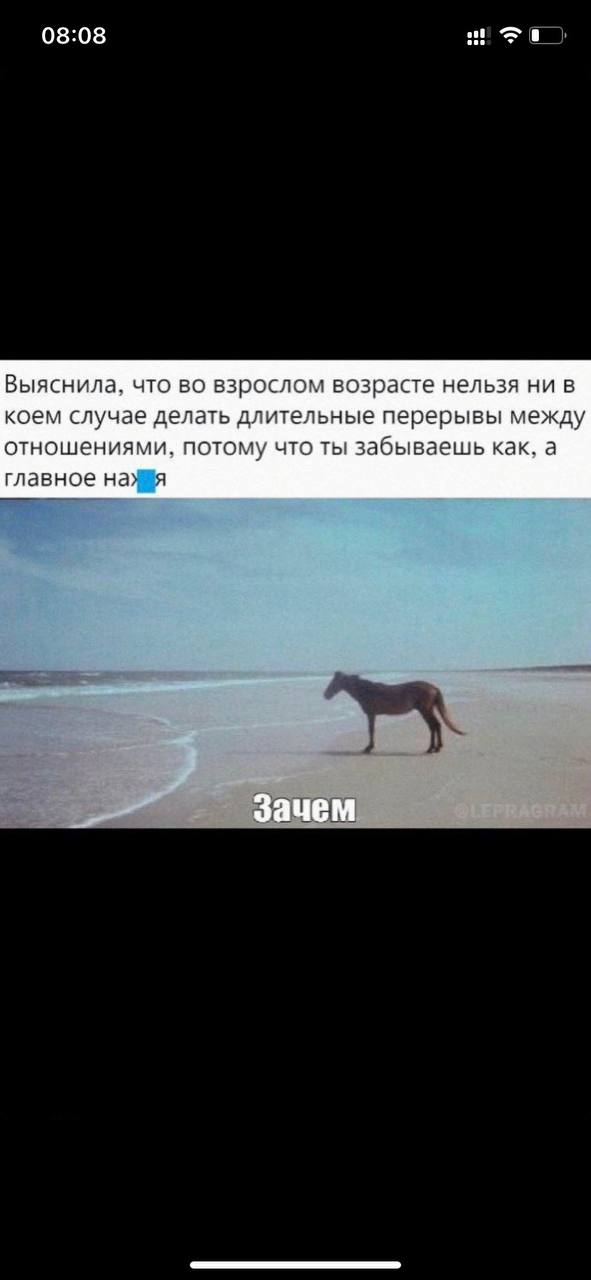 08:08
Выяснила, что во взрослом возрасте нельзя ни в
коем случае делать длительные перерывы между
отношениями, потому что ты забываешь как, а
главное нах я
Зачем
@LEPRAGRAM